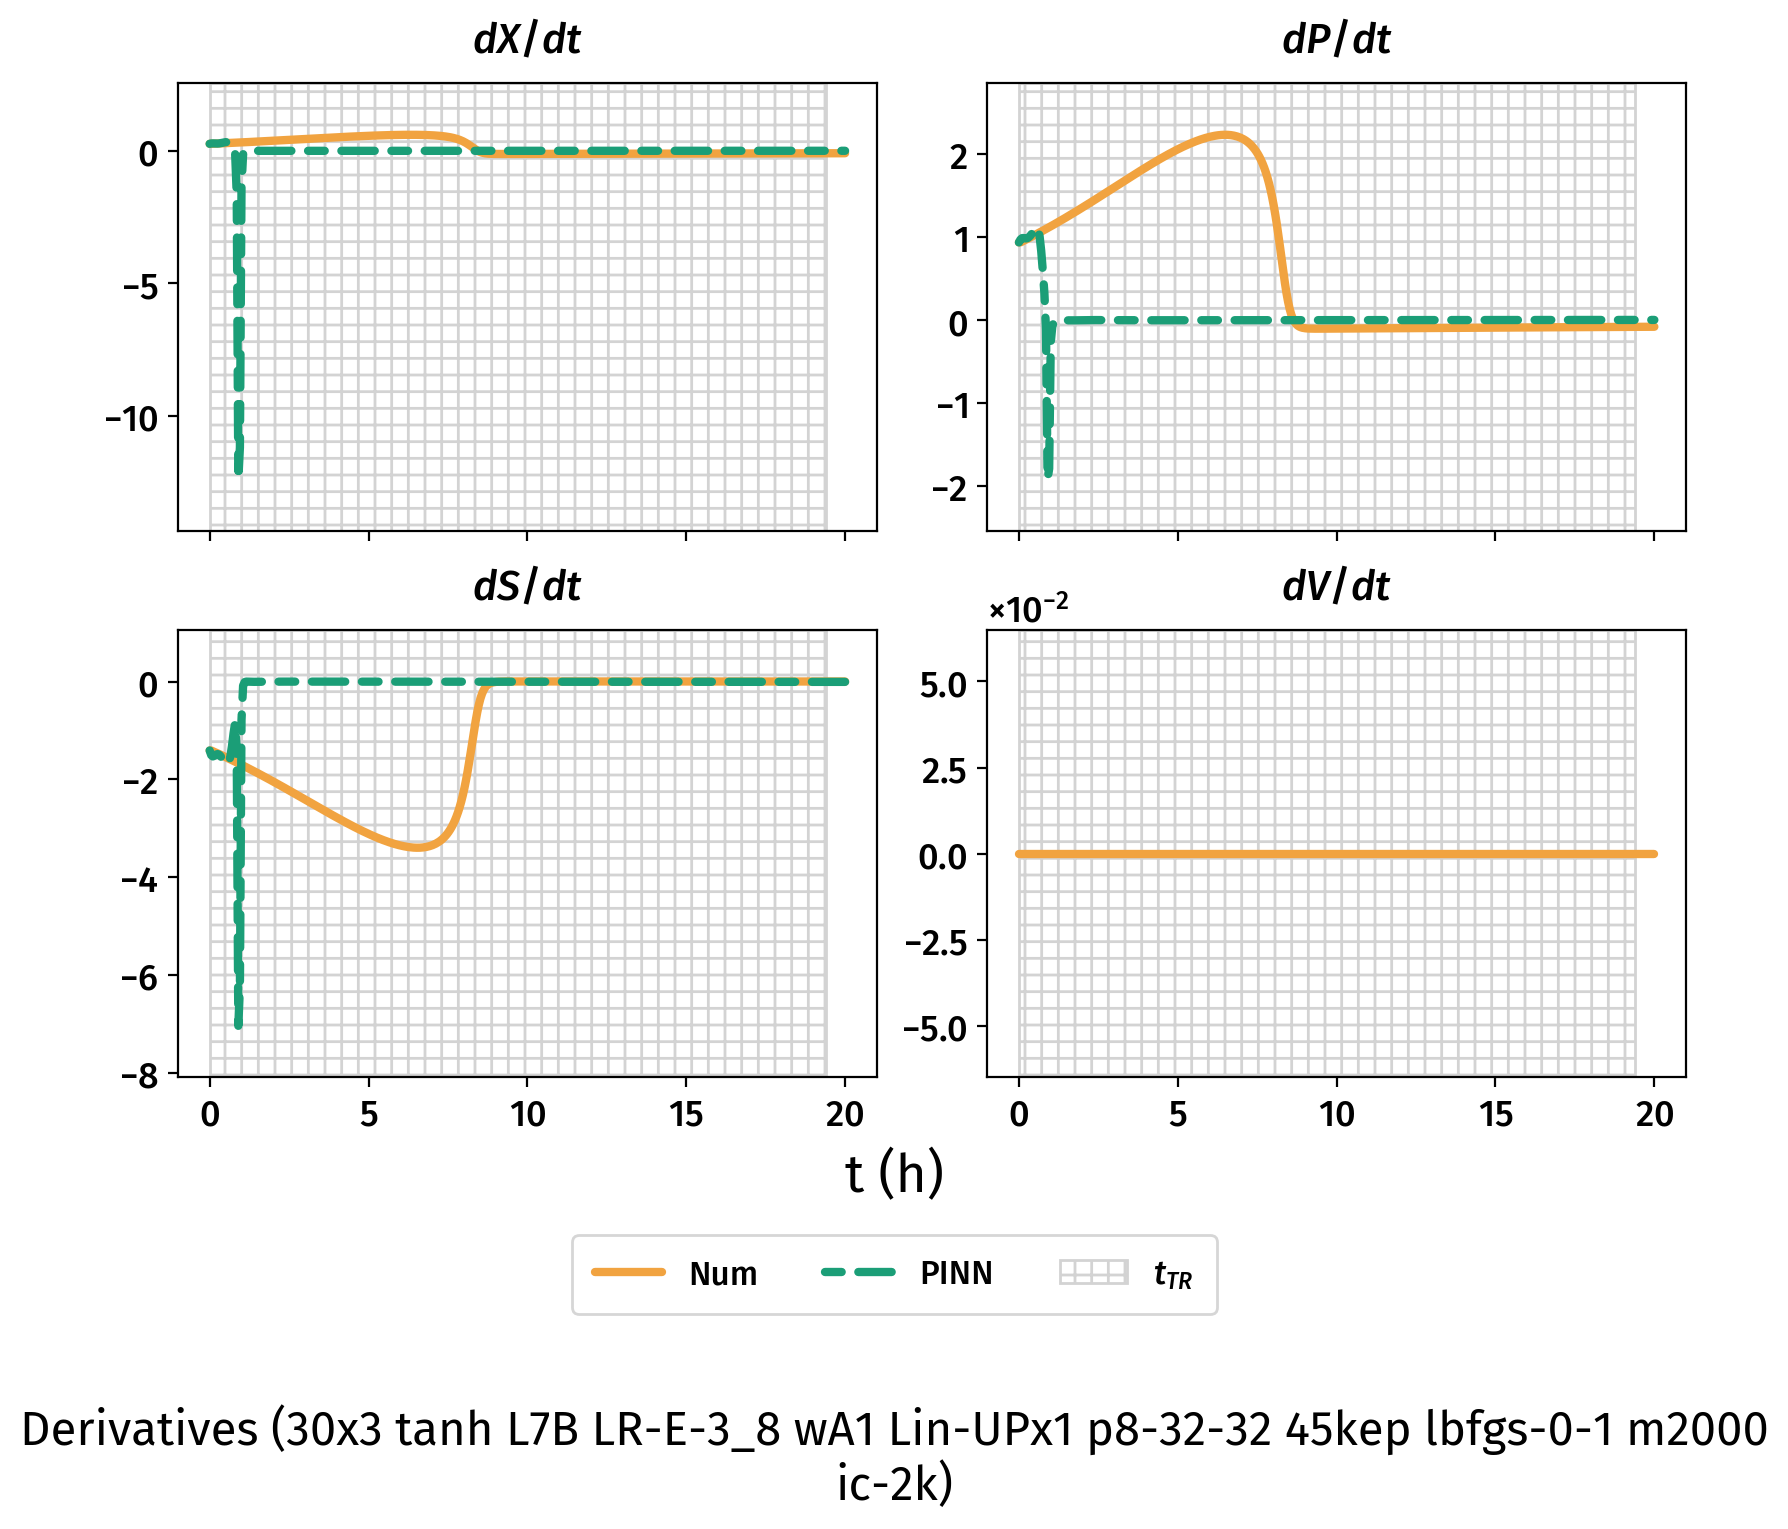 dX/dt
dP/dt
0
−5
−10
2
1
0
−1
−2
dS/dt
dV/dt
×10⁻²
0
−2
−4
−6
−8
5.0
2.5
0.0
−2.5
−5.0
0 5 10 15 20
0 5 10 15 20
t (h)
Num PINN t_TR
Derivatives (30x3 tanh L7B LR-E-3_8 wA1 Lin-UPx1 p8-32-32 45kep lbfgs-0-1 m2000
ic-2k)